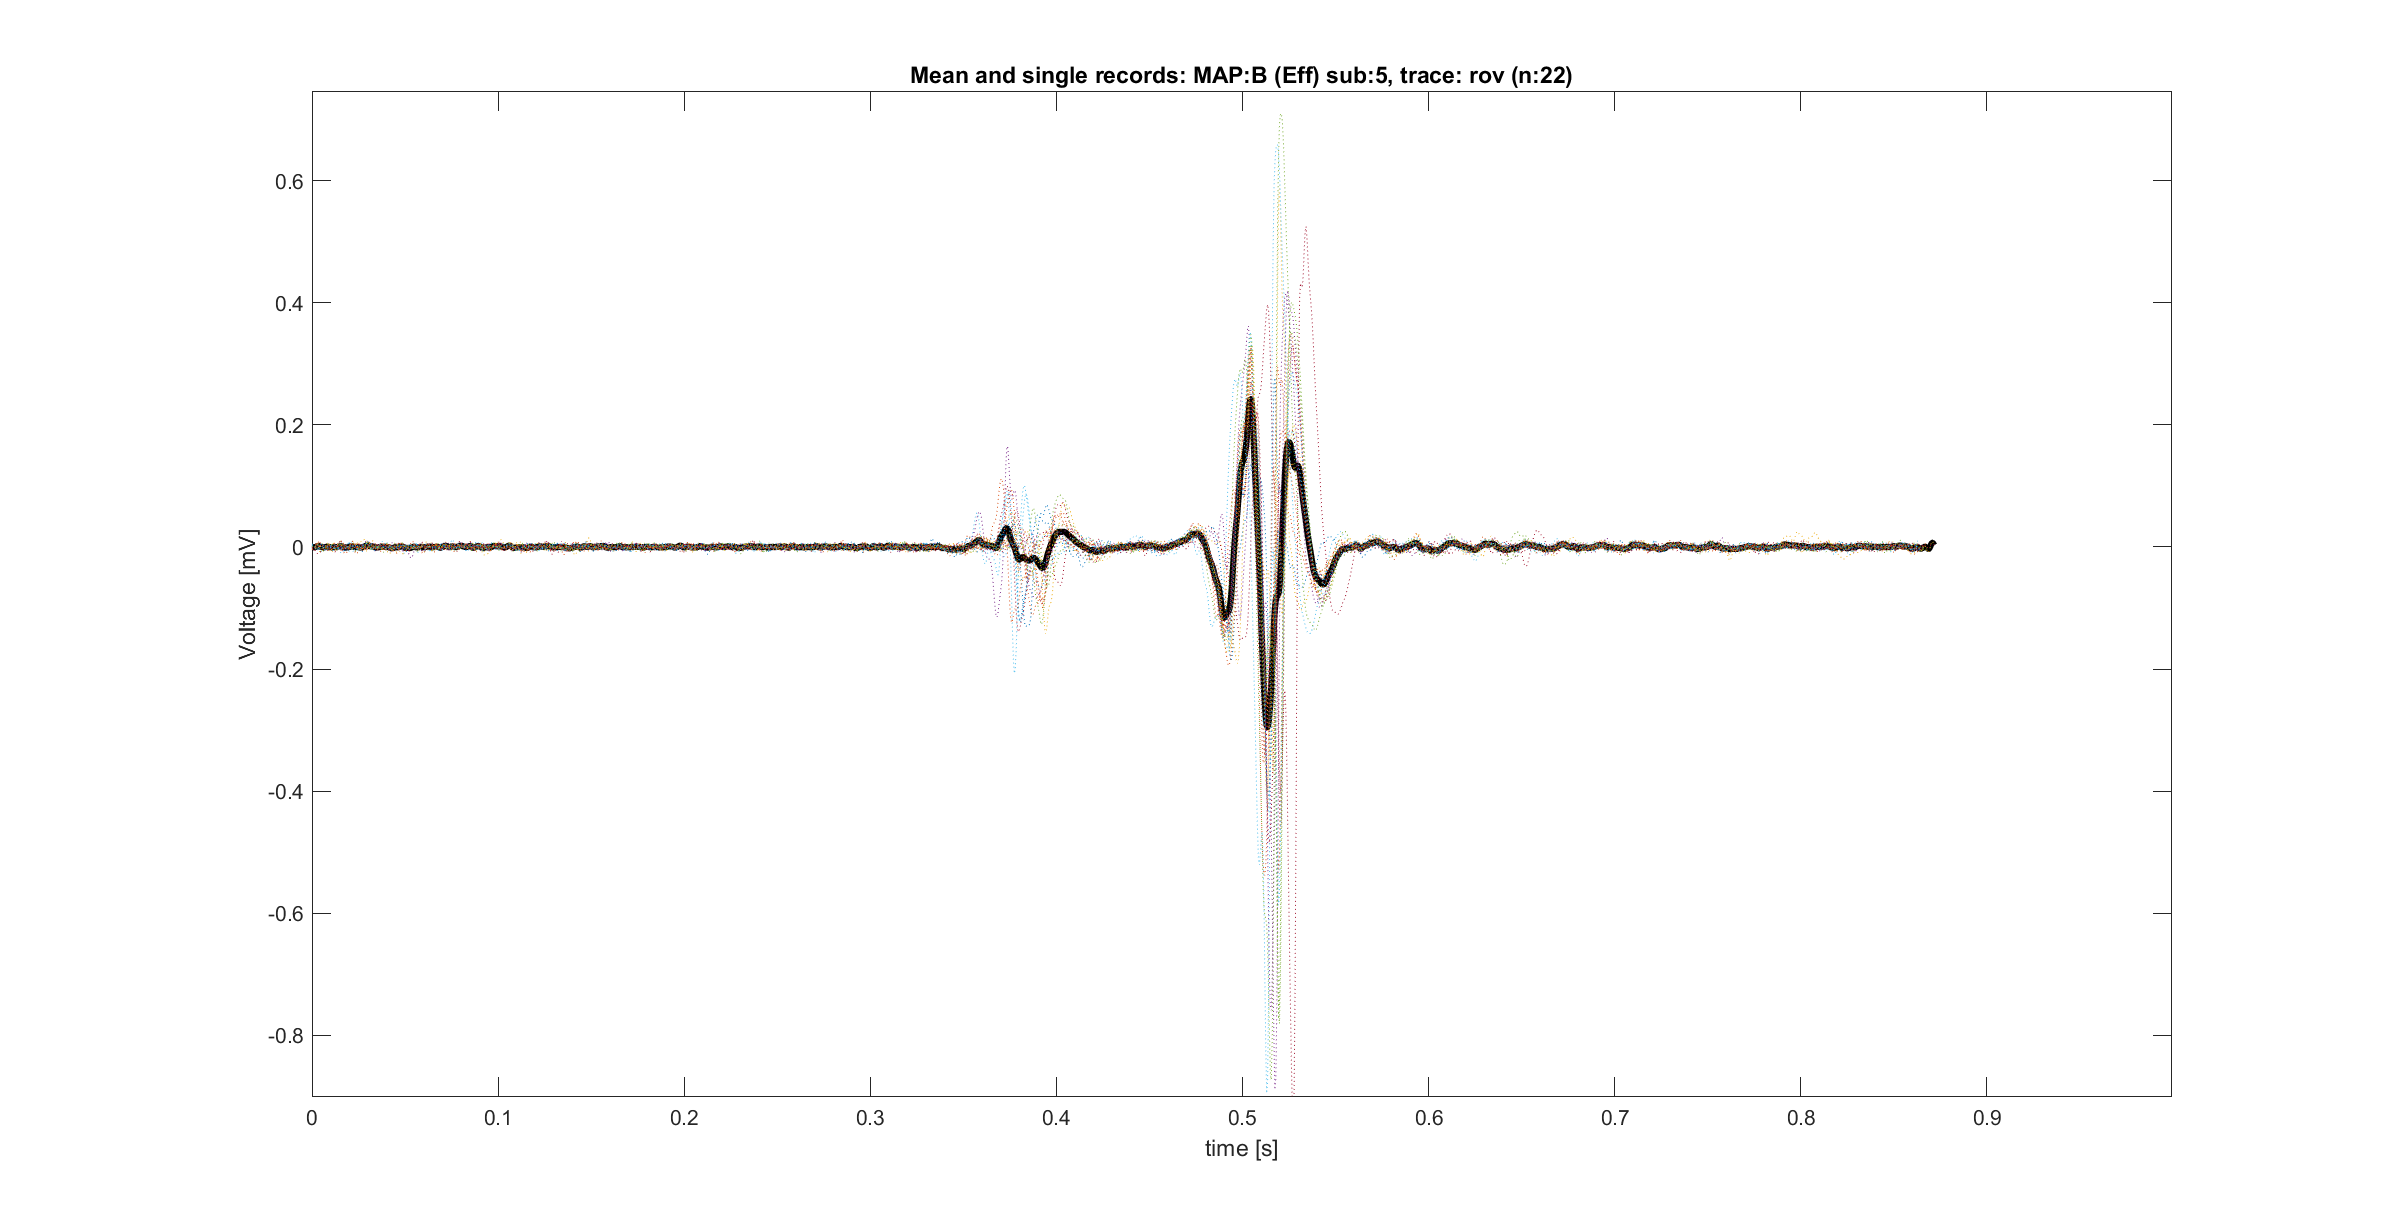 Mean and single records: MAP:B (Eff) sub:5, trace: rov (n:22)
0.6
0.4
0.2
0
-0.2
-0.4
-0.6
-0.8
Voltage [mV]
0 0.1 0.2 0.3 0.4 0.5 0.6 0.7 0.8 0.9
time [s]